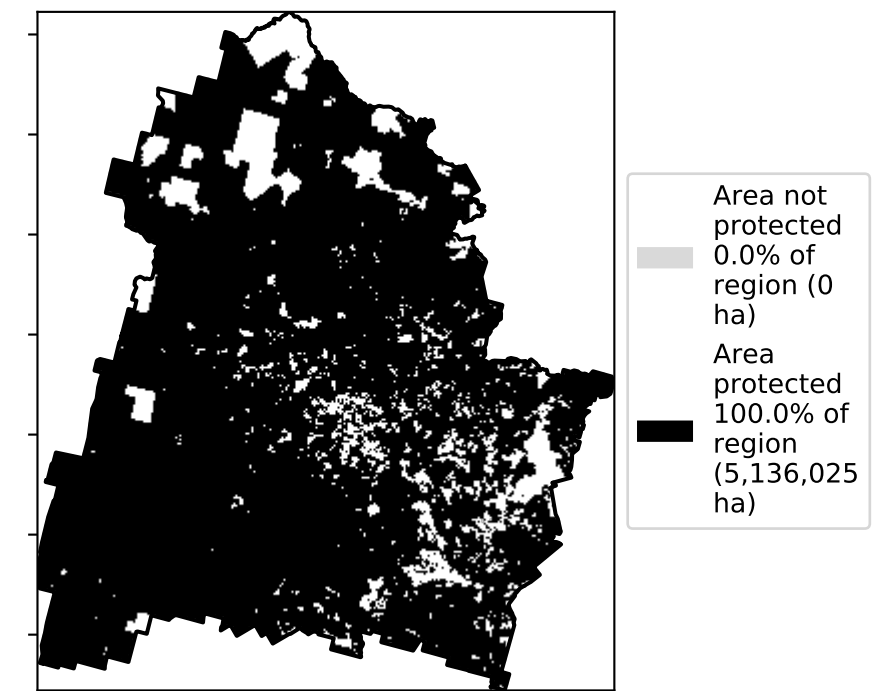 Area not
protected
0.0% of
region (0
ha)
Area
protected
100.0% of
region
(5,136,025
ha)